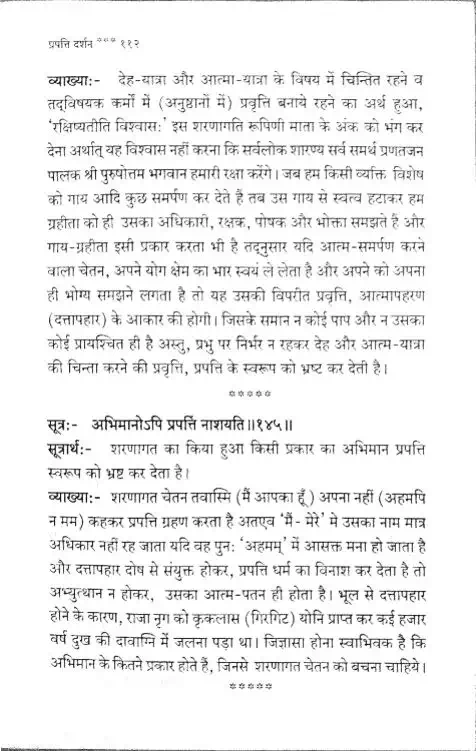 प्रपत्ति दर्शन *** ११२
व्याख्या:- देह-यात्रा और आत्मा-यात्रा के विषय में चिन्तित रहने व
तद्विषयक कर्मों में (अनुष्ठानों में) प्रवृत्ति बनाये रहने का अर्थ हुआ,
‘रक्षिष्यतीति विश्वासः’ इस शरणागति रूपिणी माता के अंक को भंग कर
देना अर्थात् यह विश्वास नहीं करना कि सर्वलोक शारण्य सर्व समर्थ प्रणतजन
पालक श्री पुरुषोत्तम भगवान हमारी रक्षा करेंगे। जब हम किसी व्यक्ति विशेष
को गाय आदि कुछ समर्पण कर देते हैं तब उस गाय से स्वत्व हटाकर हम
ग्रहीता को ही उसका अधिकारी, रक्षक, पोषक और भोक्ता समझते है और
गाय-ग्रहीता इसी प्रकार करता भी है तद्नुसार यदि आत्म-समर्पण करने
वाला चेतन, अपने योग क्षेम का भार स्वयं ले लेता है और अपने को अपना
ही भोग्य समझने लगता है तो यह उसकी विपरीत प्रवृत्ति, आत्मापहरण
(दत्तापहार) के आकार की होगी। जिसके समान न कोई पाप और न उसका
कोई प्रायश्चित ही है अस्तु, प्रभु पर निर्भर न रहकर देह और आत्म-यात्रा
की चिन्ता करने की प्रवृत्ति, प्रपत्ति के स्वरूप को भ्रष्ट कर देती है।
*****
सूत्र:- अभिमानोऽपि प्रपत्तिं नाशयति॥१४५॥
सूत्रार्थ:- शरणागत का किया हुआ किसी प्रकार का अभिमान प्रपत्ति
स्वरूप को भ्रष्ट कर देता है।
व्याख्या:- शरणागत चेतन तवास्मि (मैं आपका हूँ) अपना नहीं (अहमपि
न मम) कहकर प्रपत्ति ग्रहण करता है अतएव ‘मैं- मेरे’ मे उसका नाम मात्र
अधिकार नहीं रह जाता यदि वह पुनः ‘अहमम्’ में आसक्त मना हो जाता है
और दत्तापहार दोष से संयुक्त होकर, प्रपत्ति धर्म का विनाश कर देता है तो
अभ्युत्थान न होकर, उसका आत्म-पतन ही होता है। भूल से दत्तापहार
होने के कारण, राजा नृग को कृकलास (गिरगिट) योनि प्राप्त कर कई हजार
वर्ष दुख की दावाग्नि में जलना पड़ा था। जिज्ञासा होना स्वाभिवक है कि
अभिमान के कितने प्रकार होते हैं, जिनसे शरणागत चेतन को बचना चाहिये।
*****